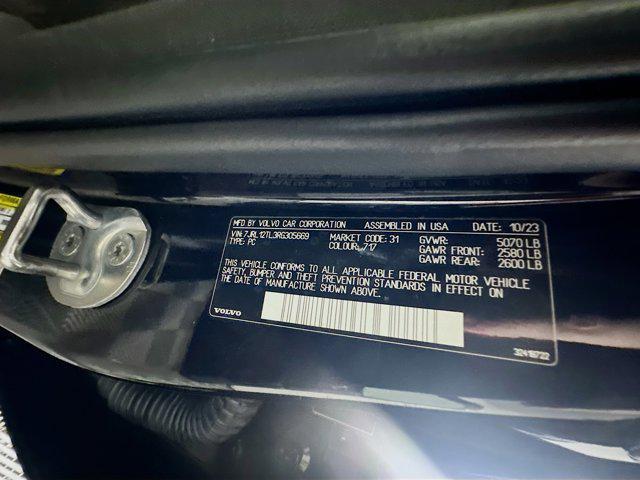 MFD. BY VOLVO CAR CORPORATION ASSEMBLED IN USA DATE: 10/23
VIN: 7JRL12TL3RG305669 MARKET CODE: 31 GVWR: 5070 LB
TYPE: PC COLOUR: 717 GAWR FRONT: 2580 LB
GAWR REAR: 2600 LB
THIS VEHICLE CONFORMS TO ALL APPLICABLE FEDERAL MOTOR VEHICLE
SAFETY, BUMPER AND THEFT PREVENTION STANDARDS IN EFFECT ON
THE DATE OF MANUFACTURE SHOWN ABOVE.
VOLVO 32415722